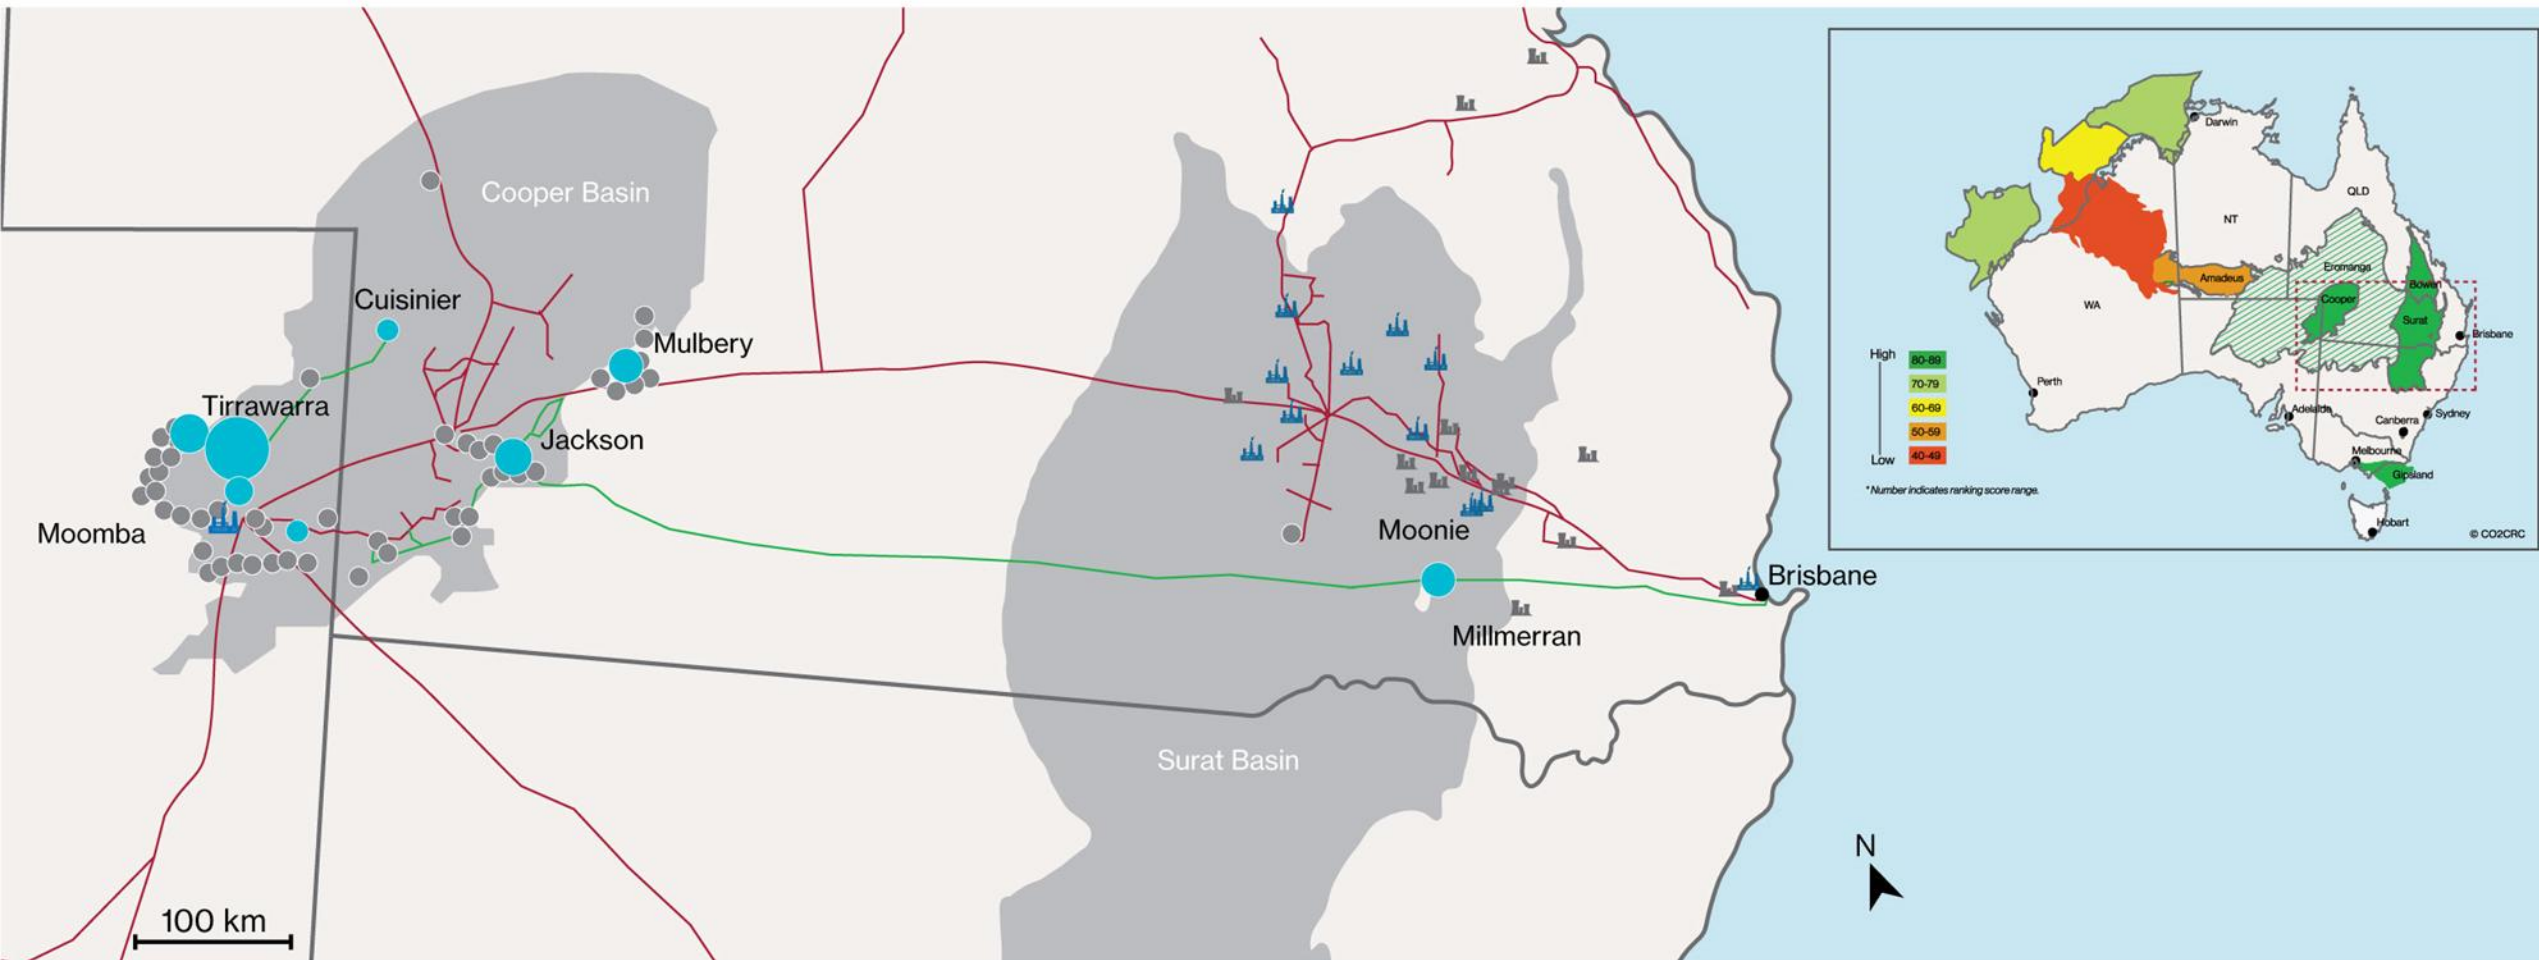 Cooper Basin
Cuisinier
Mulbery
Tirrawarra
Jackson
Moomba
Moonie
Brisbane
Millmerran
Surat Basin
100 km
N
Darwin
QLD
NT
Eromanga
Amadeus
Bowen
Cooper
WA
Surat
Brisbane
High
80-89
70-79
60-69
50-59
Low
40-49
Perth
Adelaide
Sydney
Canberra
Melbourne
Gipsland
* Number indicates ranking score range.
Hobart
© CO2CRC